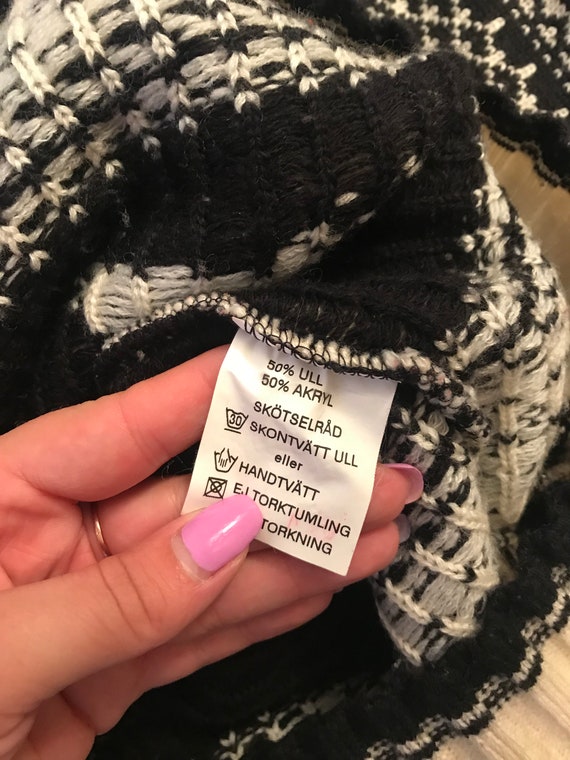 50% ULL
50% AKRYL
SKÖTSELRÅD
30 SKONTVÄTT ULL
eller
HANDTVÄTT
EJ TORKTUMLING
TORKNING